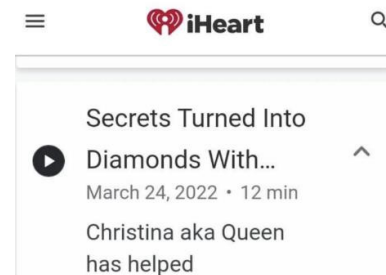 iHeart
Secrets Turned Into
Diamonds With...
March 24, 2022 • 12 min
Christina aka Queen
has helped